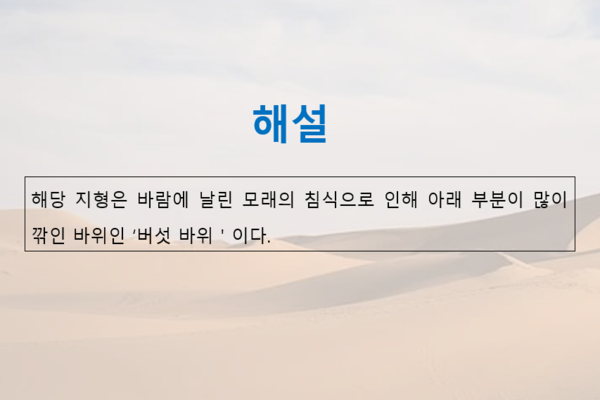 해설
해당 지형은 바람에 날린 모래의 침식으로 인해 아래 부분이 많이
깎인 바위인 ‘버섯 바위 ' 이다.